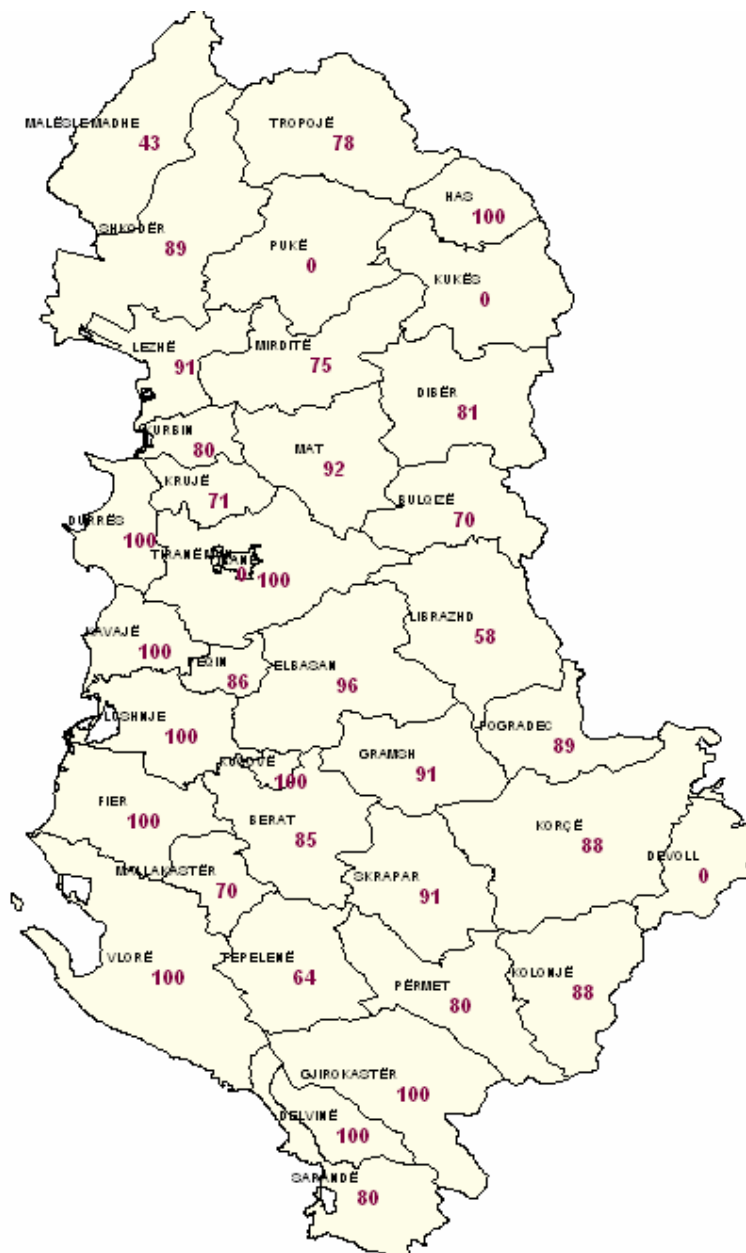 MALËSI E MADHE
43
TROPOJË
78
HAS
100
SHKODËR
89
PUKË
0
KUKËS
0
LEZHË
91
MIRDITË
75
DIBËR
81
KURBIN
80
MAT
92
KRUJË
71
BULQIZË
70
DURRËS
100
TIRANË
0
100
LIBRAZHD
58
KAVAJË
100
PEQIN
86
ELBASAN
96
LUSHNJE
100
POGRADEC
89
KUÇOVË
100
GRAMSH
91
FIER
100
BERAT
85
KORÇË
88
DEVOLL
0
MALLAKASTËR
70
SKRAPAR
91
VLORË
100
TEPELENË
64
PËRMET
80
KOLONJË
88
GJIROKASTËR
100
DELVINË
100
SARANDË
80